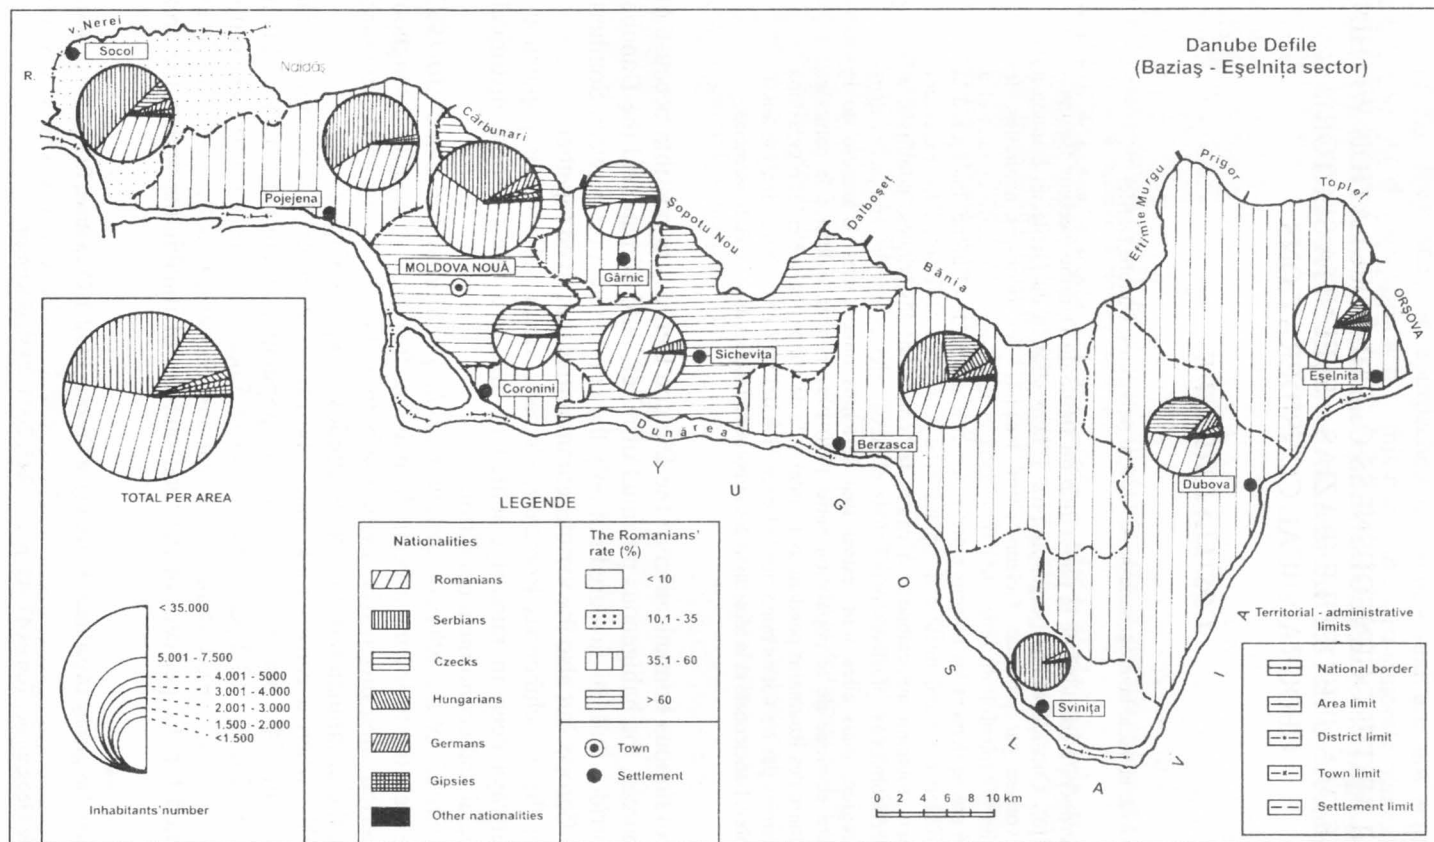 Danube Defile
(Baziaş - Eşelniţa sector)
v. Nerei
R.
Socol
Naidăş
Cărbunari
Pojejena
Şopotu Nou
MOLDOVA NOUĂ
Gârnic
Dalboseţ
Bănia
Eftimie Murgu
Prigor
Topleţ
ORŞOVA
Sicheviţa
Coronini
Eşelniţa
Dunărea
Berzasca
Dubova
Sviniţa
YUGOSLAVIA
TOTAL PER AREA
< 35.000
5.001 - 7.500
4.001 - 5000
3.001 - 4.000
2.001 - 3.000
1.500 - 2.000
<1.500
Inhabitants' number
LEGENDE
Nationalities
Romanians
Serbians
Czecks
Hungarians
Germans
Gipsies
Other nationalities
The Romanians'
rate (%)
< 10
10,1 - 35
35,1 - 60
> 60
Town
Settlement
0 2 4 6 8 10 km
Territorial - administrative
limits
National border
Area limit
District limit
Town limit
Settlement limit